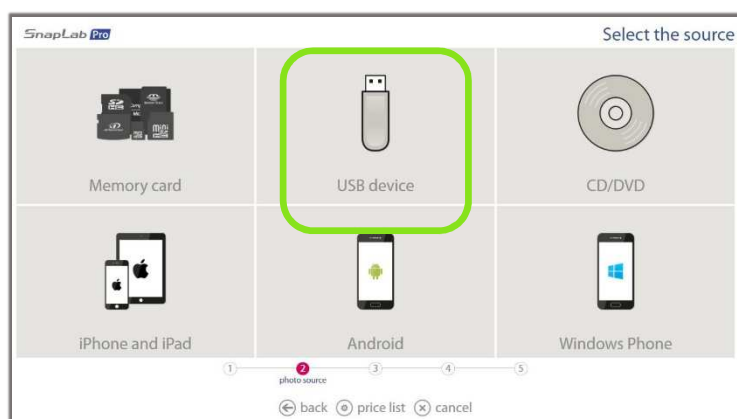 SnapLab Pro
Select the source
Memory card
USB device
CD/DVD
iPhone and iPad
Android
Windows Phone
1 2 3 4 5
photo source
back price list cancel